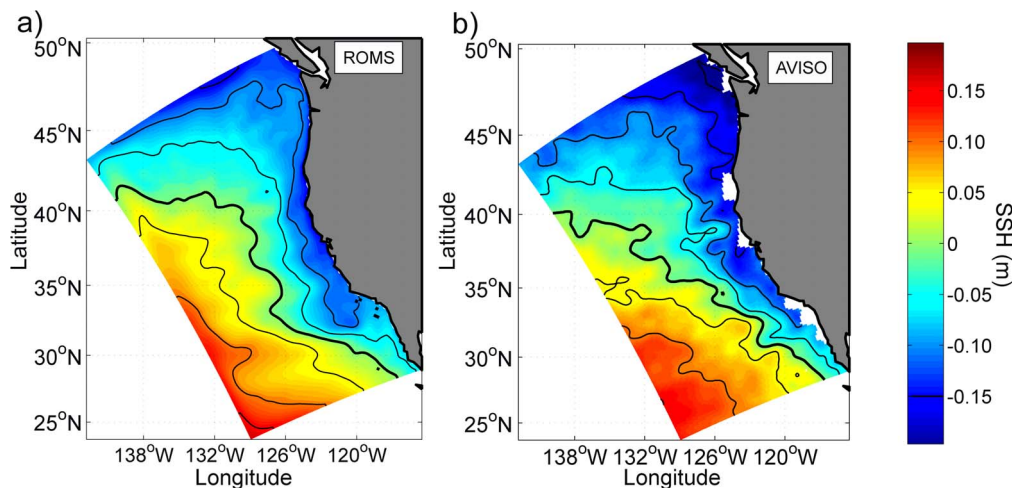 a)
50°N
45°N
40°N
35°N
30°N
25°N
Latitude
138°W 132°W 126°W 120°W
Longitude
ROMS
b)
50°N
45°N
40°N
35°N
30°N
25°N
Latitude
138°W 132°W 126°W 120°W
Longitude
AVISO
0.15
0.10
0.05
0
-0.05
-0.10
-0.15
SSH (m)